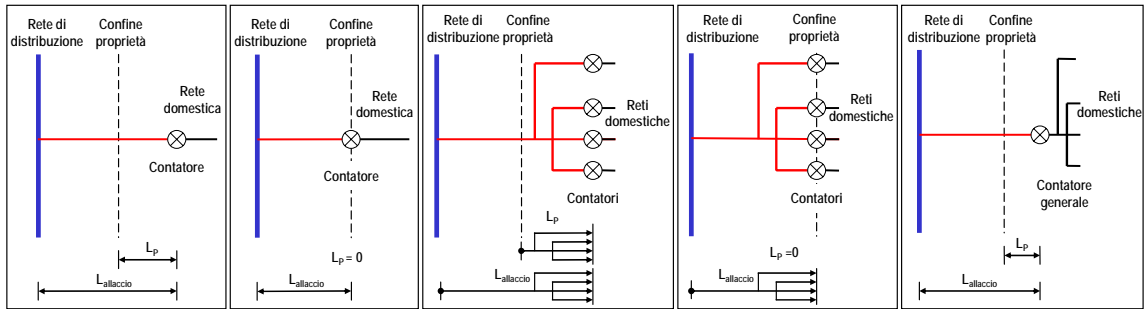 Rete di
distribuzione
Confine
proprietà
Rete
domestica
Contatore
LP
Lallaccio
Rete di
distribuzione
Confine
proprietà
Rete
domestica
Contatore
LP = 0
Lallaccio
Rete di
distribuzione
Confine
proprietà
Reti
domestiche
Contatori
LP
Lallaccio
Rete di
distribuzione
Confine
proprietà
Reti
domestiche
Contatori
LP =0
Lallaccio
Rete di
distribuzione
Confine
proprietà
Reti
domestiche
Contatore
generale
LP
Lallaccio